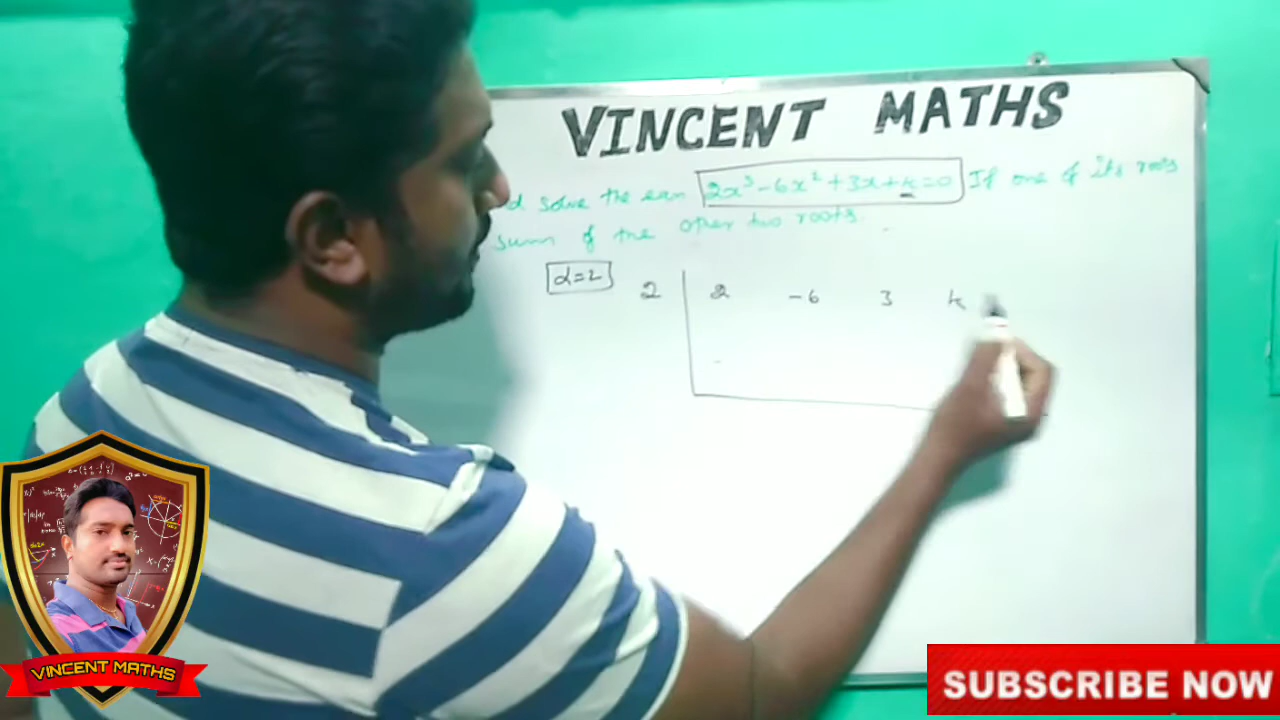 VINCENT MATHS
d solve the eqn 2x³-6x²+3x+k=0 If one of its roots
sum of the other two roots.
α=2
2 2 -6 3 k
VINCENT MATHS
SUBSCRIBE NOW